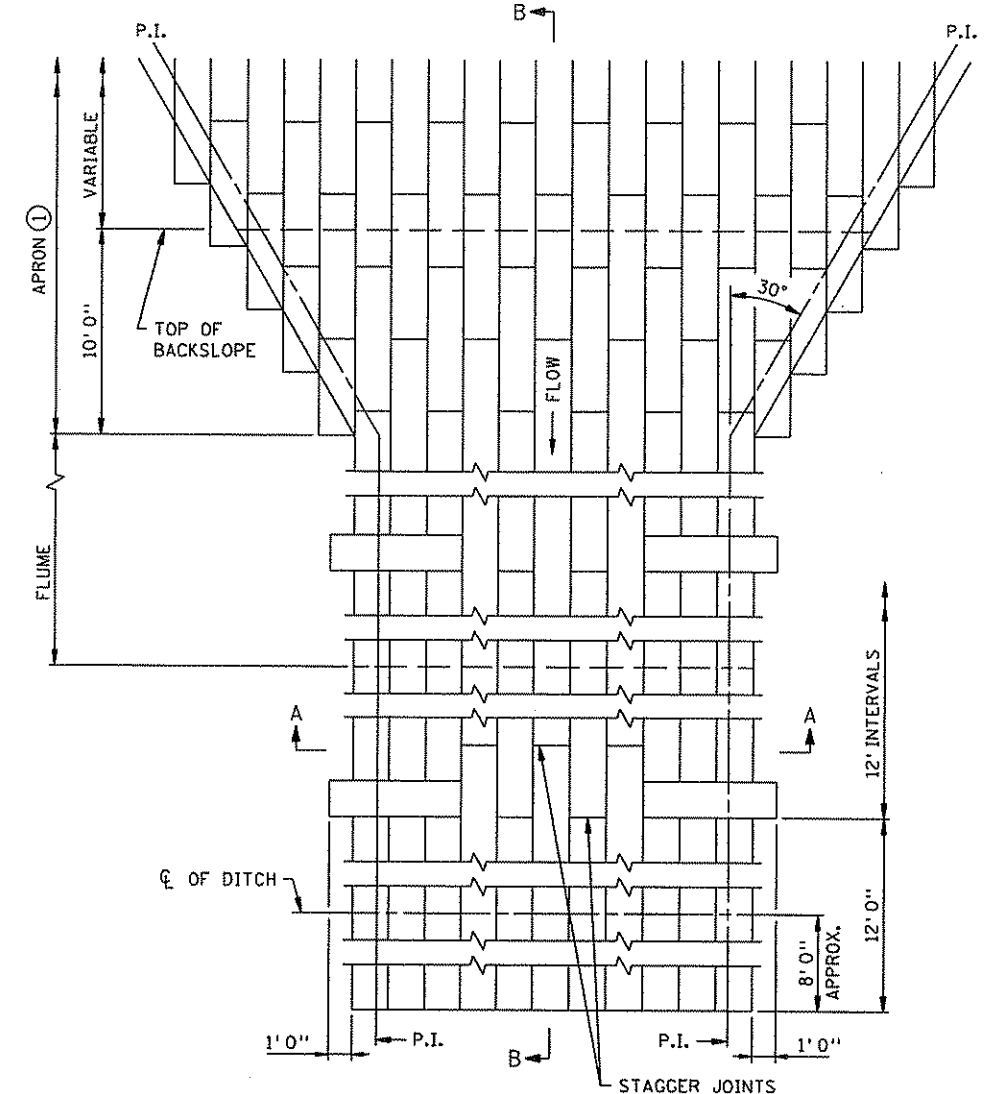 B
P.I.
P.I.
VARIABLE
APRON ①
10' 0"
TOP OF
BACKSLOPE
30°
FLOW
FLUME
A
A
12' INTERVALS
℄ OF DITCH
12' 0"
8' 0"
APPROX.
1' 0"
P.I.
B
P.I.
1' 0"
STAGGER JOINTS